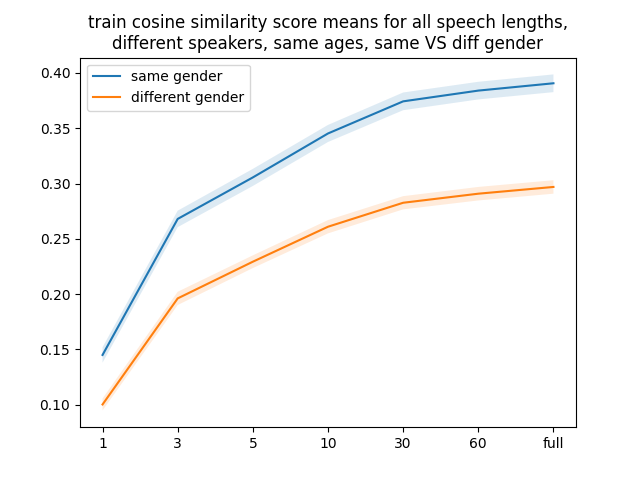 train cosine similarity score means for all speech lengths,
different speakers, same ages, same VS diff gender
same gender
different gender
0.40
0.35
0.30
0.25
0.20
0.15
0.10
1 3 5 10 30 60 full